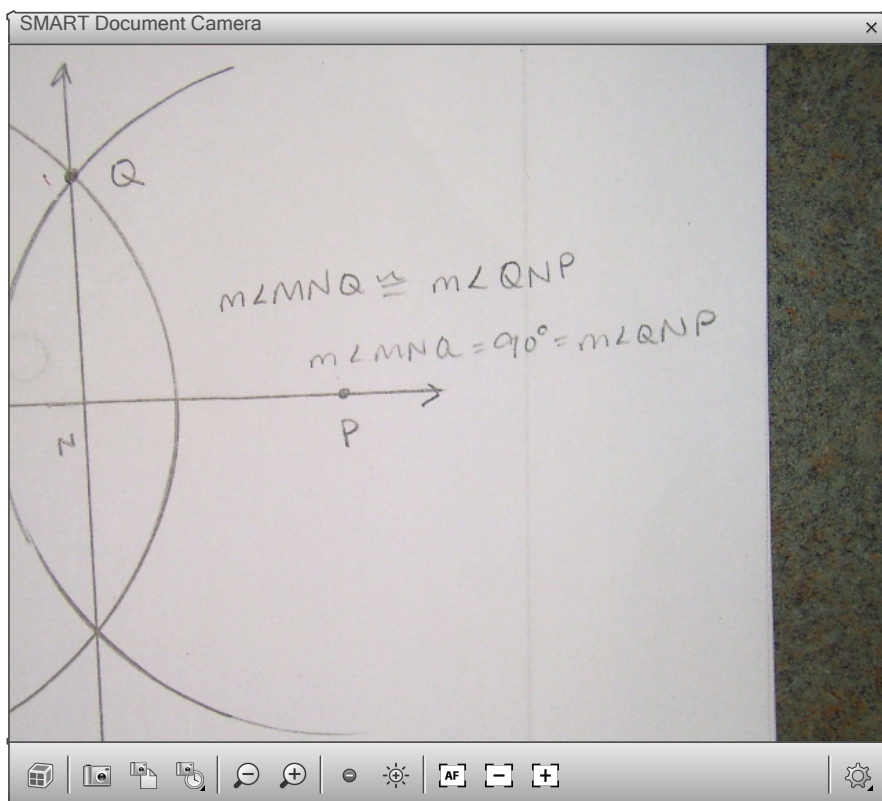 SMART Document Camera
Q
m∠MNQ ≅ m∠QNP
m∠MNQ = 90° = m∠QNP
N
P
AF